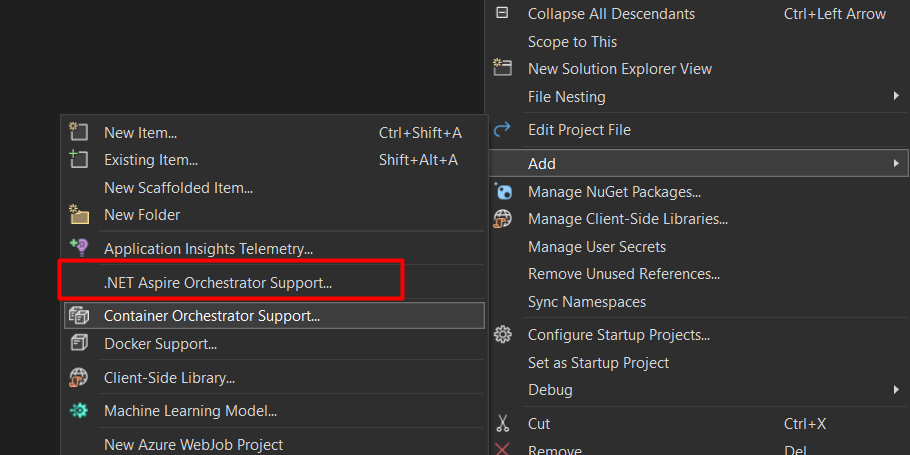 Collapse All Descendants Ctrl+Left Arrow
Scope to This
New Solution Explorer View
File Nesting
Edit Project File
Add
Manage NuGet Packages...
Manage Client-Side Libraries...
Manage User Secrets
Remove Unused References...
Sync Namespaces
Configure Startup Projects...
Set as Startup Project
Debug
Cut Ctrl+X
Remove Del
New Item... Ctrl+Shift+A
Existing Item... Shift+Alt+A
New Scaffolded Item...
New Folder
Application Insights Telemetry...
.NET Aspire Orchestrator Support...
Container Orchestrator Support...
Docker Support...
Client-Side Library...
Machine Learning Model...
New Azure WebJob Project